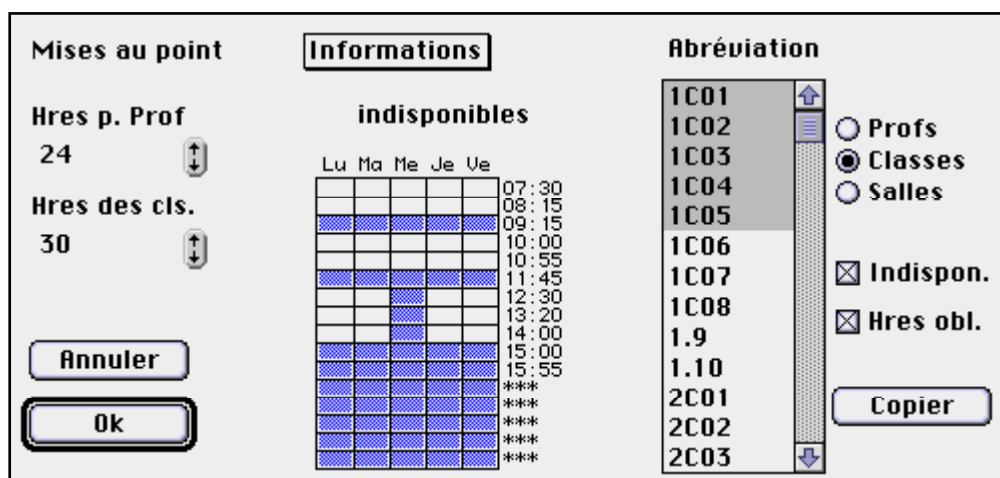 Mises au point
Informations
Abréviation
Hres p. Prof
24
Hres des cls.
30
Annuler
Ok
indisponibles
Lu Ma Me Je Ve
07:30
08:15
09:15
10:00
10:55
11:45
12:30
13:20
14:00
15:00
15:55
***
***
***
***
***
1C01
1C02
1C03
1C04
1C05
1C06
1C07
1C08
1.9
1.10
2C01
2C02
2C03
Profs
Classes
Salles
Indispon.
Hres obl.
Copier